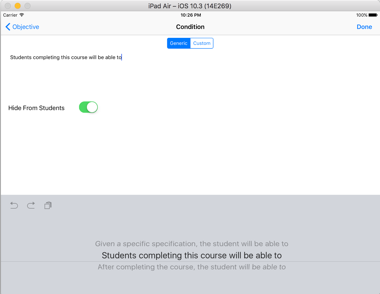 iPad Air – iOS 10.3 (14E269)
Carrier 10:26 PM 100%
Objective Condition Done
Generic Custom
Students completing this course will be able to
Hide From Students
Given a specific specification, the student will be able to
Students completing this course will be able to
After completing the course, the student will be able to